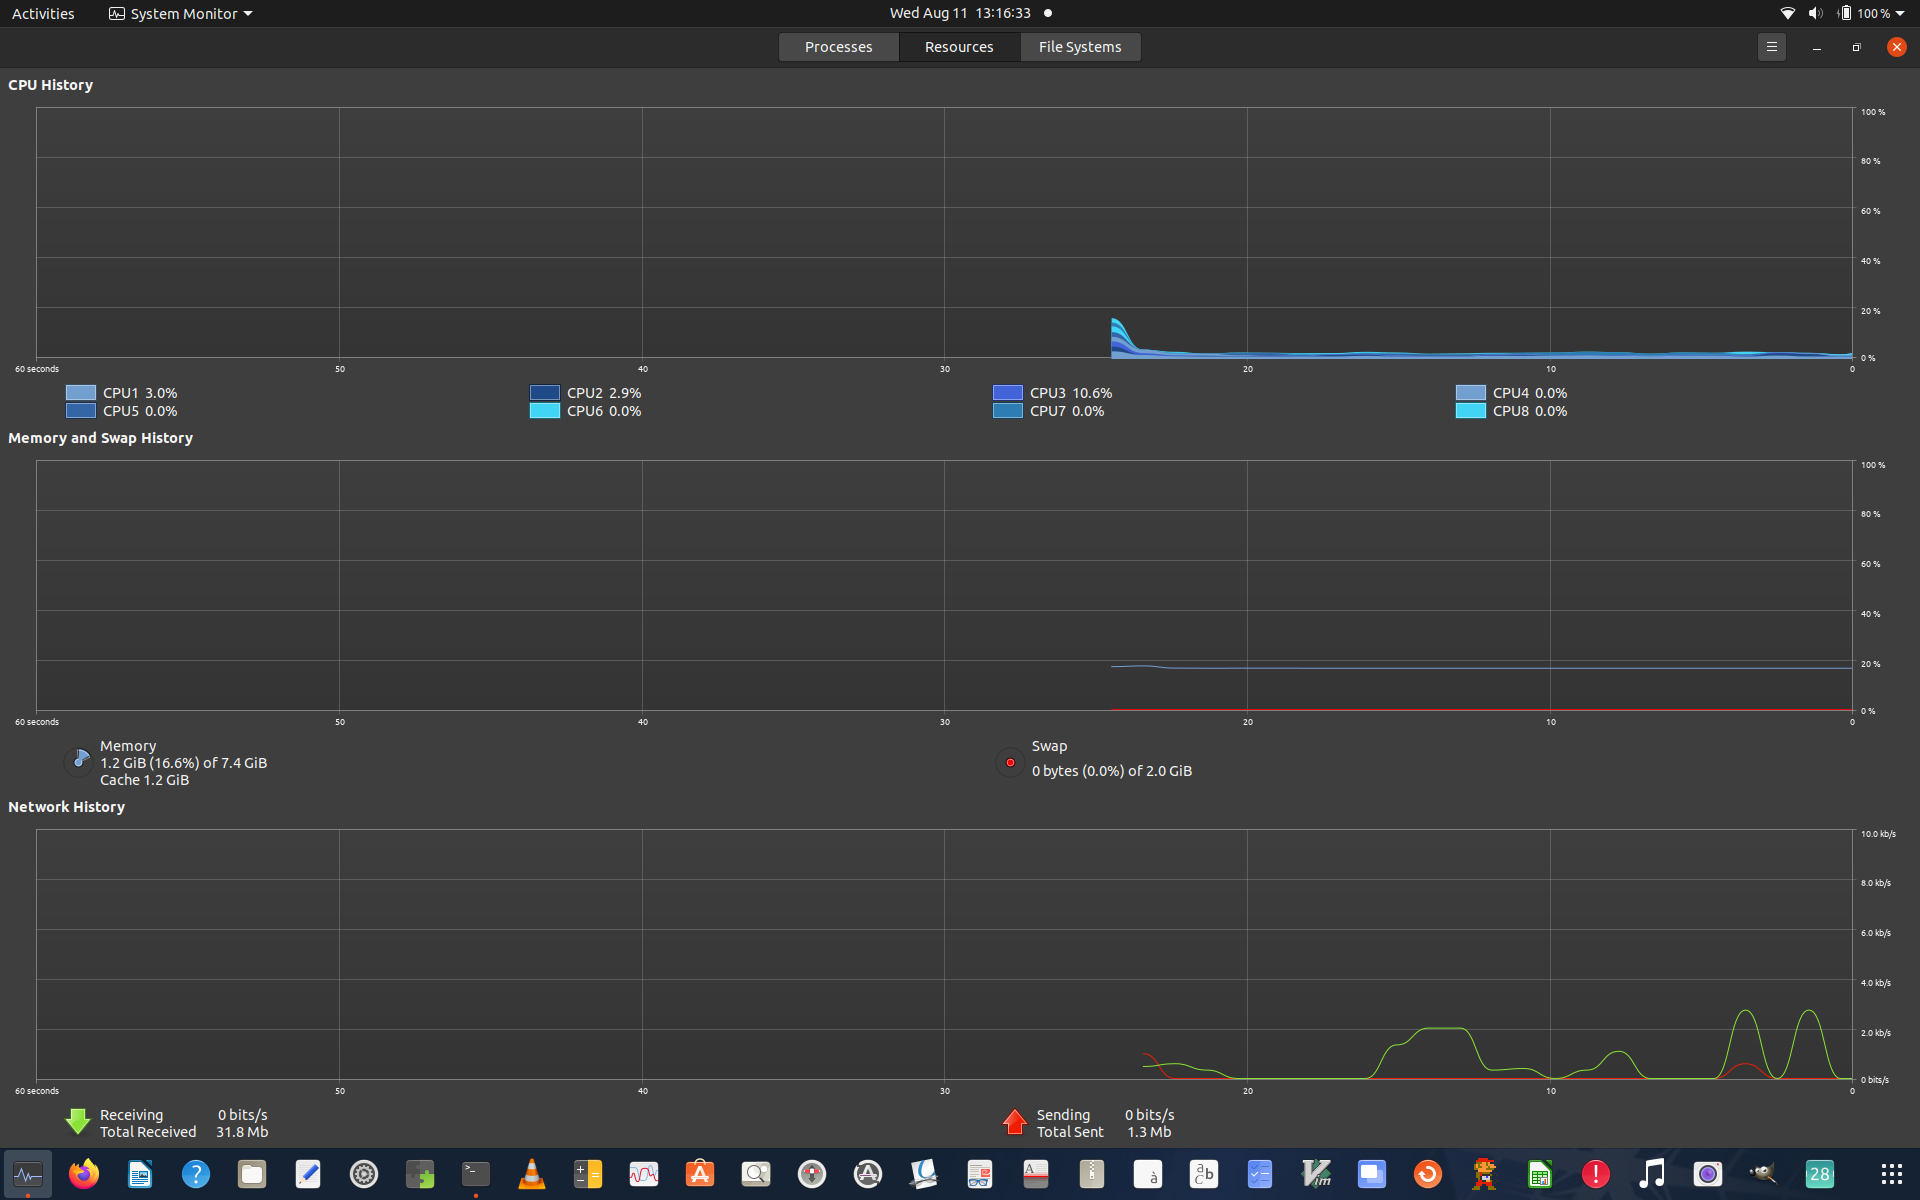 Activities
System Monitor
Wed Aug 11 13:16:33
100 %
Processes
Resources
File Systems
CPU History
100 %
80 %
60 %
40 %
20 %
0 %
60 seconds 50 40 30 20 10 0
CPU1 3.0% CPU2 2.9% CPU3 10.6% CPU4 0.0%
CPU5 0.0% CPU6 0.0% CPU7 0.0% CPU8 0.0%
Memory and Swap History
100 %
80 %
60 %
40 %
20 %
0 %
60 seconds 50 40 30 20 10 0
Memory
1.2 GiB (16.6%) of 7.4 GiB
Cache 1.2 GiB
Swap
0 bytes (0.0%) of 2.0 GiB
Network History
10.0 kb/s
8.0 kb/s
6.0 kb/s
4.0 kb/s
2.0 kb/s
0 bits/s
60 seconds 50 40 30 20 10 0
Receiving 0 bits/s
Total Received 31.8 Mb
Sending 0 bits/s
Total Sent 1.3 Mb
?
>_
à
a b
C
Vim
!
28